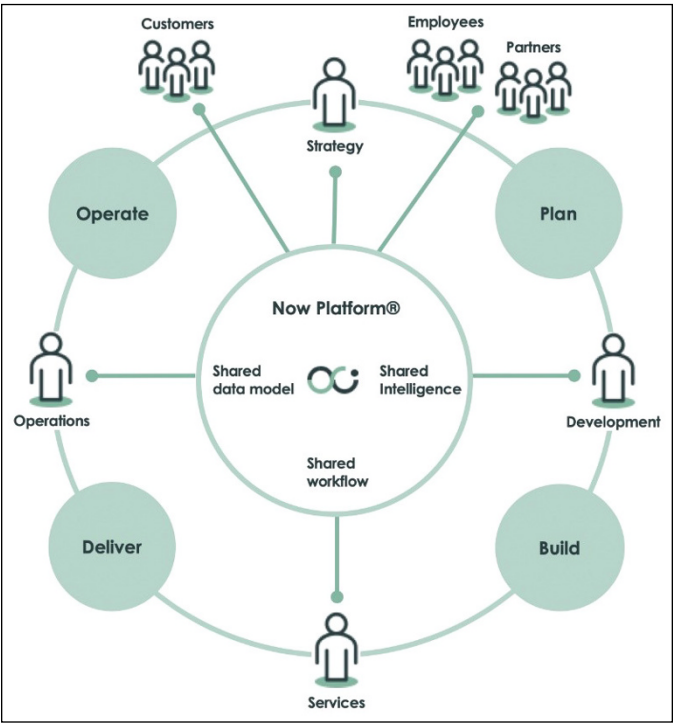 Customers
Employees
Partners
Strategy
Operate
Plan
Now Platform®
Shared
data model
Shared
Intelligence
Operations
Development
Shared
workflow
Deliver
Build
Services